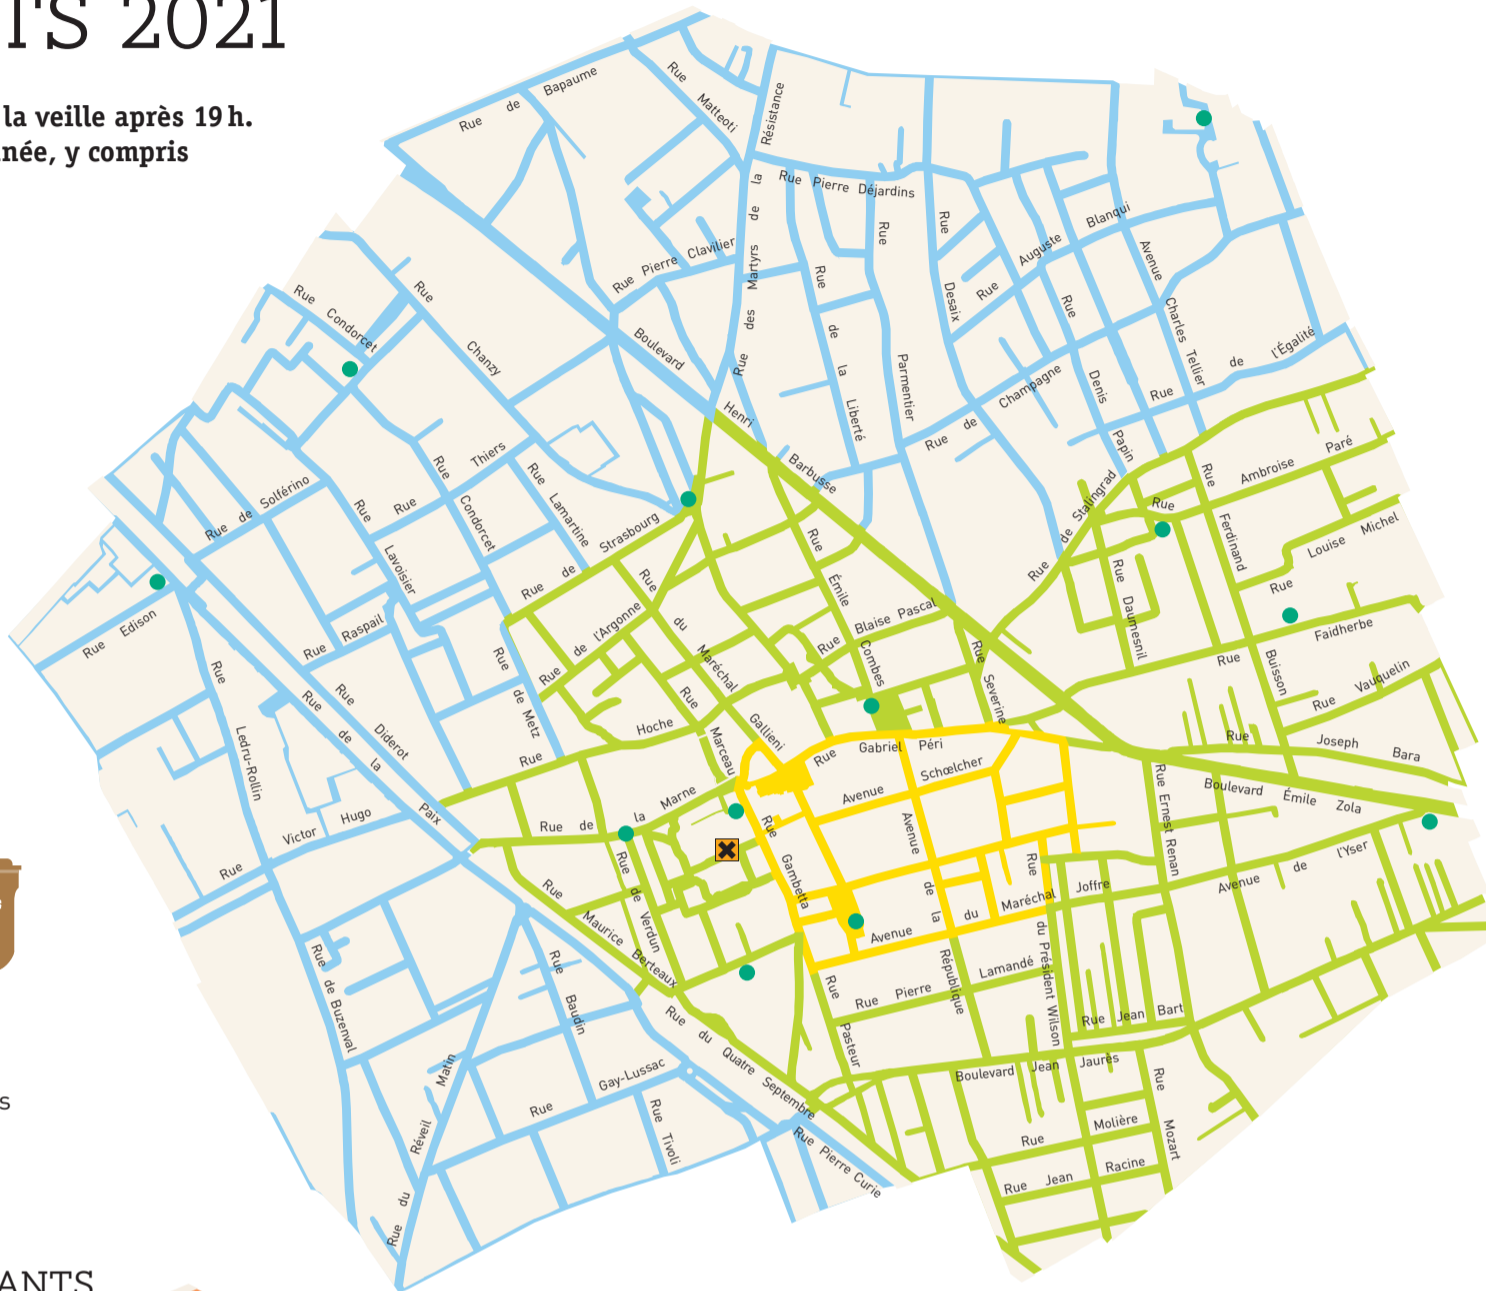 TS 2021
la veille après 19 h.
née, y compris
Rue de Bapaume
Rue Matteoti
Rue des Martyrs de la Résistance
Rue Pierre Déjardins
Rue Pierre Clavilier
Rue Condorcet
Rue Chanzy
Boulevard Henri Barbusse
Rue de la Liberté
Rue Parmentier
Rue Desaix
Rue Auguste Blanqui
Avenue Charles Tellier
Rue Denis Papin
Rue de Champagne
Rue de l'Égalité
Rue de Stalingrad
Rue Ambroise Paré
Rue Ferdinand Buisson
Rue Louise Michel
Rue Daumesnil
Rue Faidherbe
Rue Vauquelin
Rue Joseph Bara
Boulevard Émile Zola
Rue Ernest Renan
Avenue de l'Yser
Rue de Solférino
Rue Thiers
Rue Condorcet
Rue Lamartine
Rue Lavoisier
Rue de Strasbourg
Rue Edison
Rue Raspail
Rue de l'Argonne
Rue du Maréchal Gallieni
Rue Émile Combes
Rue Blaise Pascal
Rue Severine
Rue Ledru-Rollin
Rue Diderot
Rue de la Paix
Rue de Metz
Rue Hoche
Rue Marceau
Rue Gabriel Péri
Avenue Schœlcher
Rue Victor Hugo
Rue de la Marne
Rue Gambetta
Avenue de la République
Rue de Verdun
Rue Maurice Berteaux
Avenue du Maréchal Joffre
Rue du Président Wilson
Rue Pierre Lamandé
Rue Pasteur
Rue Jean Bart
Boulevard Jean Jaurès
Rue de Buzenval
Rue Baudin
Rue du Quatre Septembre
Rue Gay-Lussac
Rue du Réveil Matin
Rue Tivoli
Rue Pierre Curie
Rue Molière
Rue Mozart
Rue Jean Racine
s
ANTS